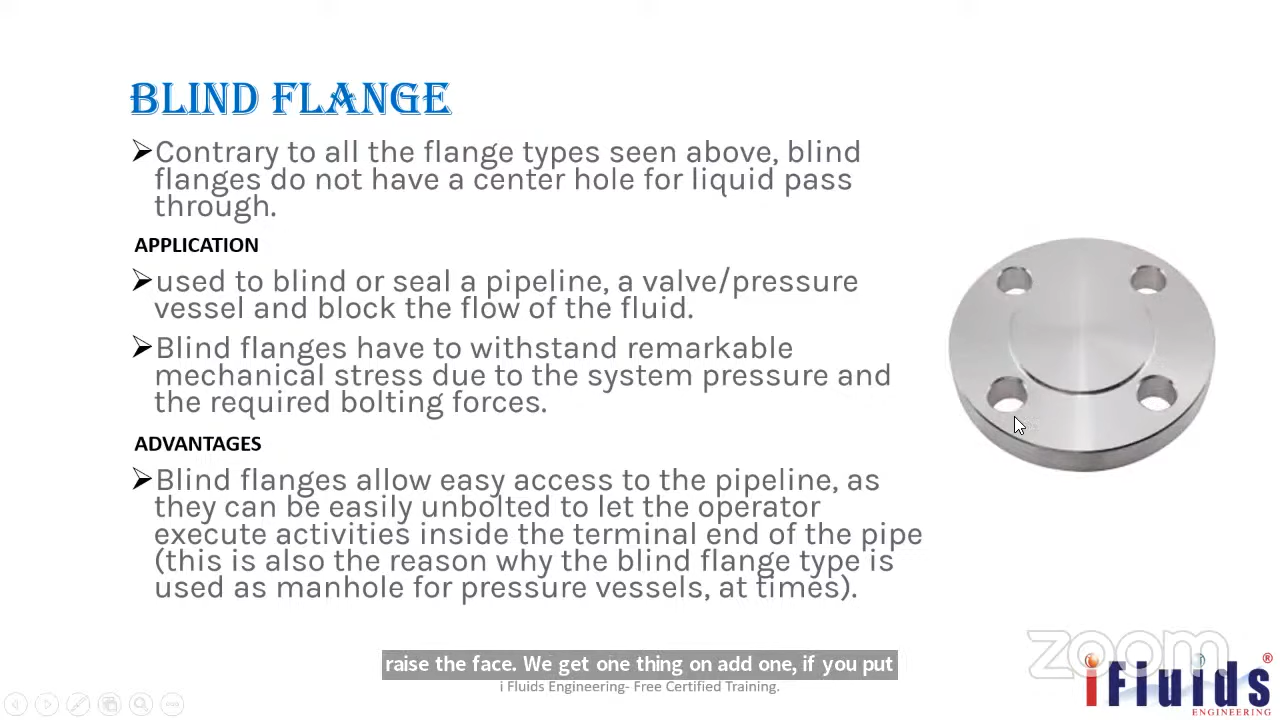 BLIND FLANGE
➢Contrary to all the flange types seen above, blind
flanges do not have a center hole for liquid pass
through.
APPLICATION
➢used to blind or seal a pipeline, a valve/pressure
vessel and block the flow of the fluid.
➢Blind flanges have to withstand remarkable
mechanical stress due to the system pressure and
the required bolting forces.
ADVANTAGES
➢Blind flanges allow easy access to the pipeline, as
they can be easily unbolted to let the operator
execute activities inside the terminal end of the pipe
(this is also the reason why the blind flange type is
used as manhole for pressure vessels, at times).
raise the face. We get one thing on add one, if you put
i Fluids Engineering- Free Certified Training.
zoom
iFluids®
ENGINEERING